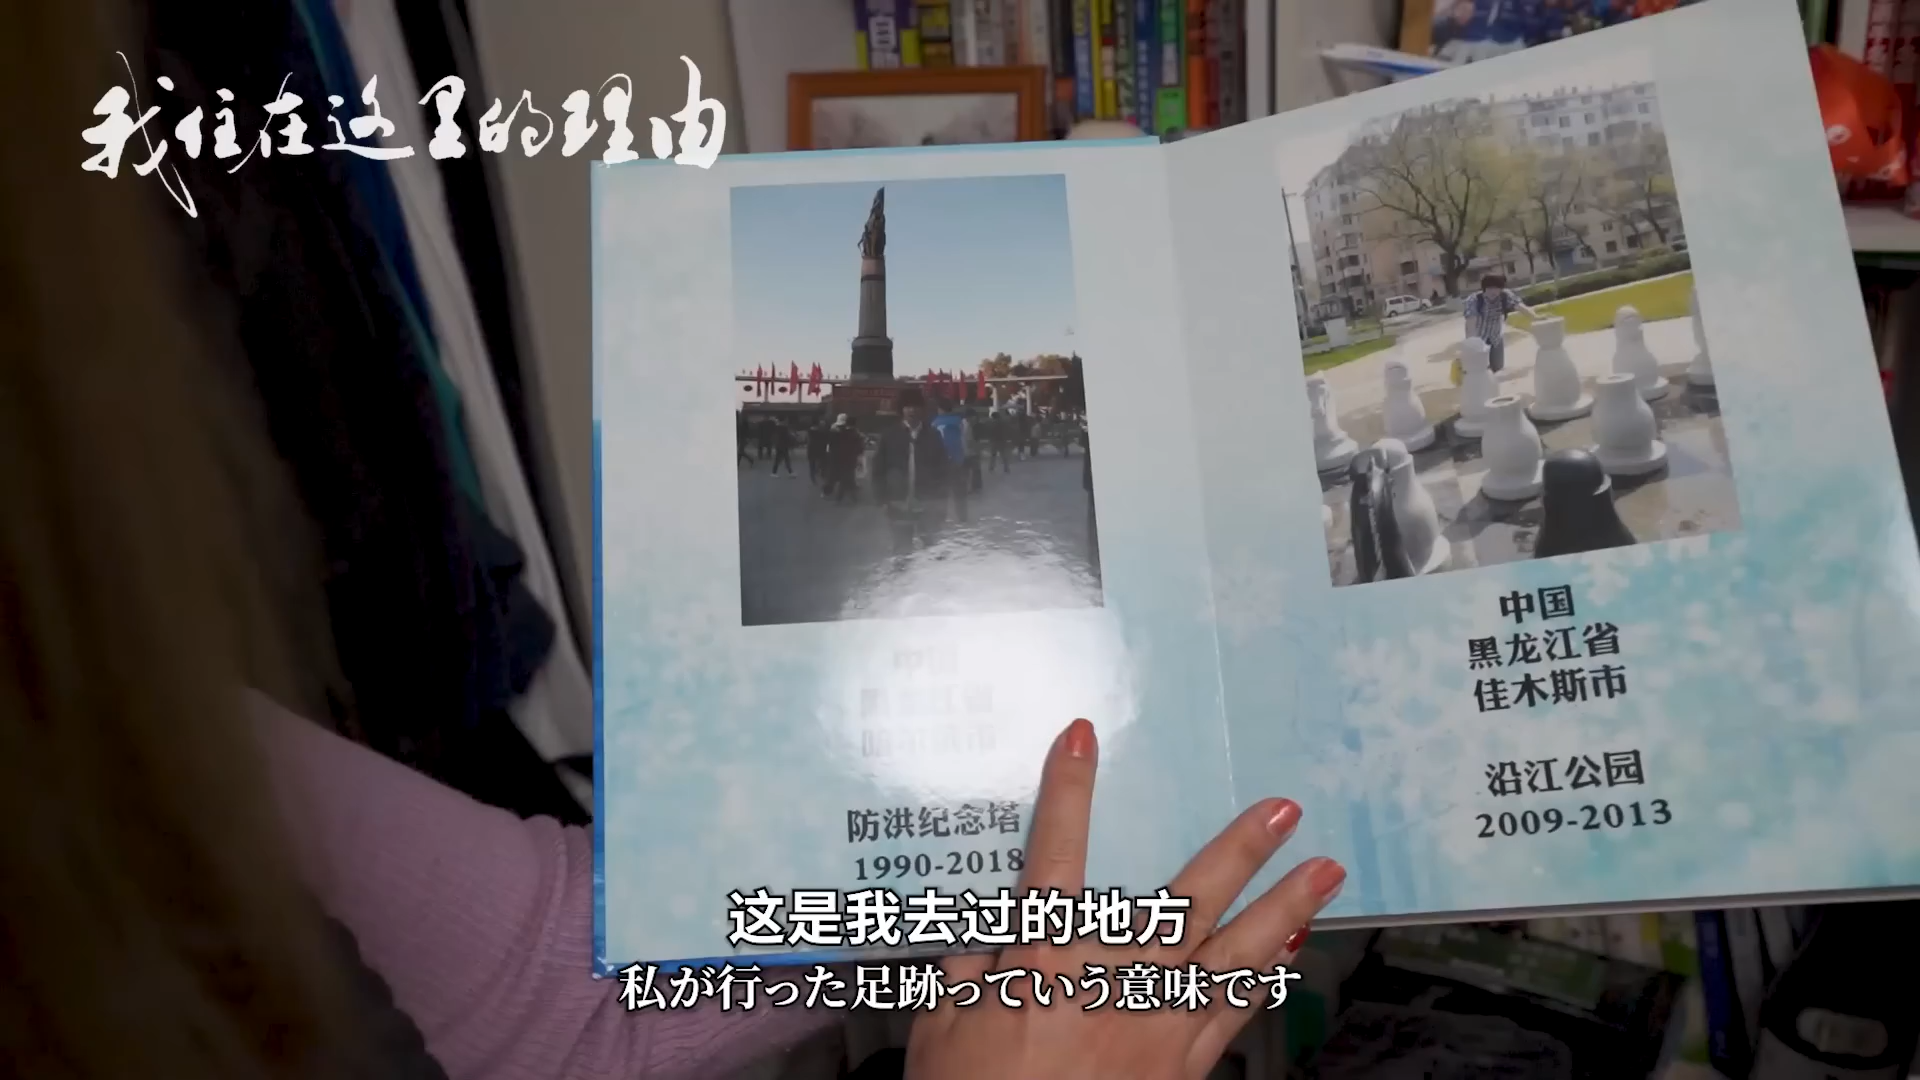 我住在这里的理由
防洪纪念塔
1990-2018
中国
黑龙江省
佳木斯市
沿江公园
2009-2013
这是我去过的地方
私が行った足跡っていう意味です